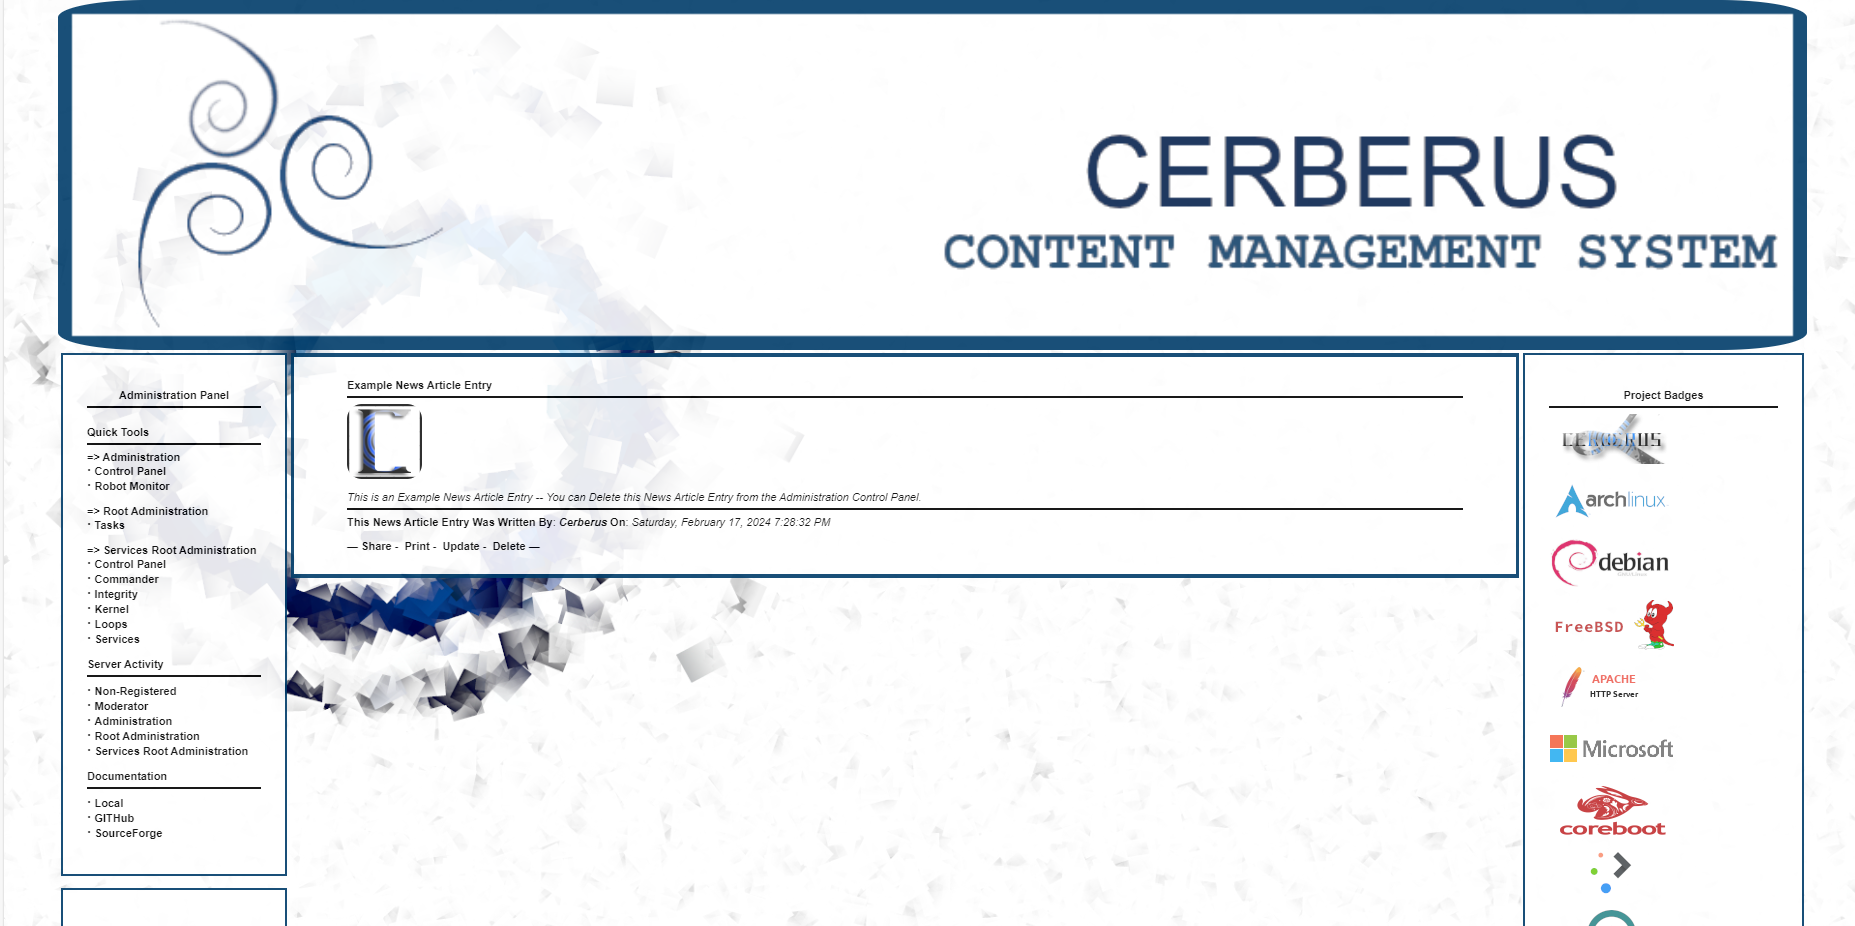 CERBERUS
CONTENT MANAGEMENT SYSTEM
Administration Panel
Quick Tools
=> Administration
· Control Panel
· Robot Monitor
=> Root Administration
· Tasks
=> Services Root Administration
· Control Panel
· Commander
· Integrity
· Kernel
· Loops
· Services
Server Activity
· Non-Registered
· Moderator
· Administration
· Root Administration
· Services Root Administration
Documentation
· Local
· GITHub
· SourceForge
Example News Article Entry
This is an Example News Article Entry -- You can Delete this News Article Entry from the Administration Control Panel.
This News Article Entry Was Written By: Cerberus On: Saturday, February 17, 2024 7:28:32 PM
— Share - Print - Update - Delete —
Project Badges
CERBERUS
archlinux
debian
FreeBSD
APACHE
HTTP Server
Microsoft
coreboot